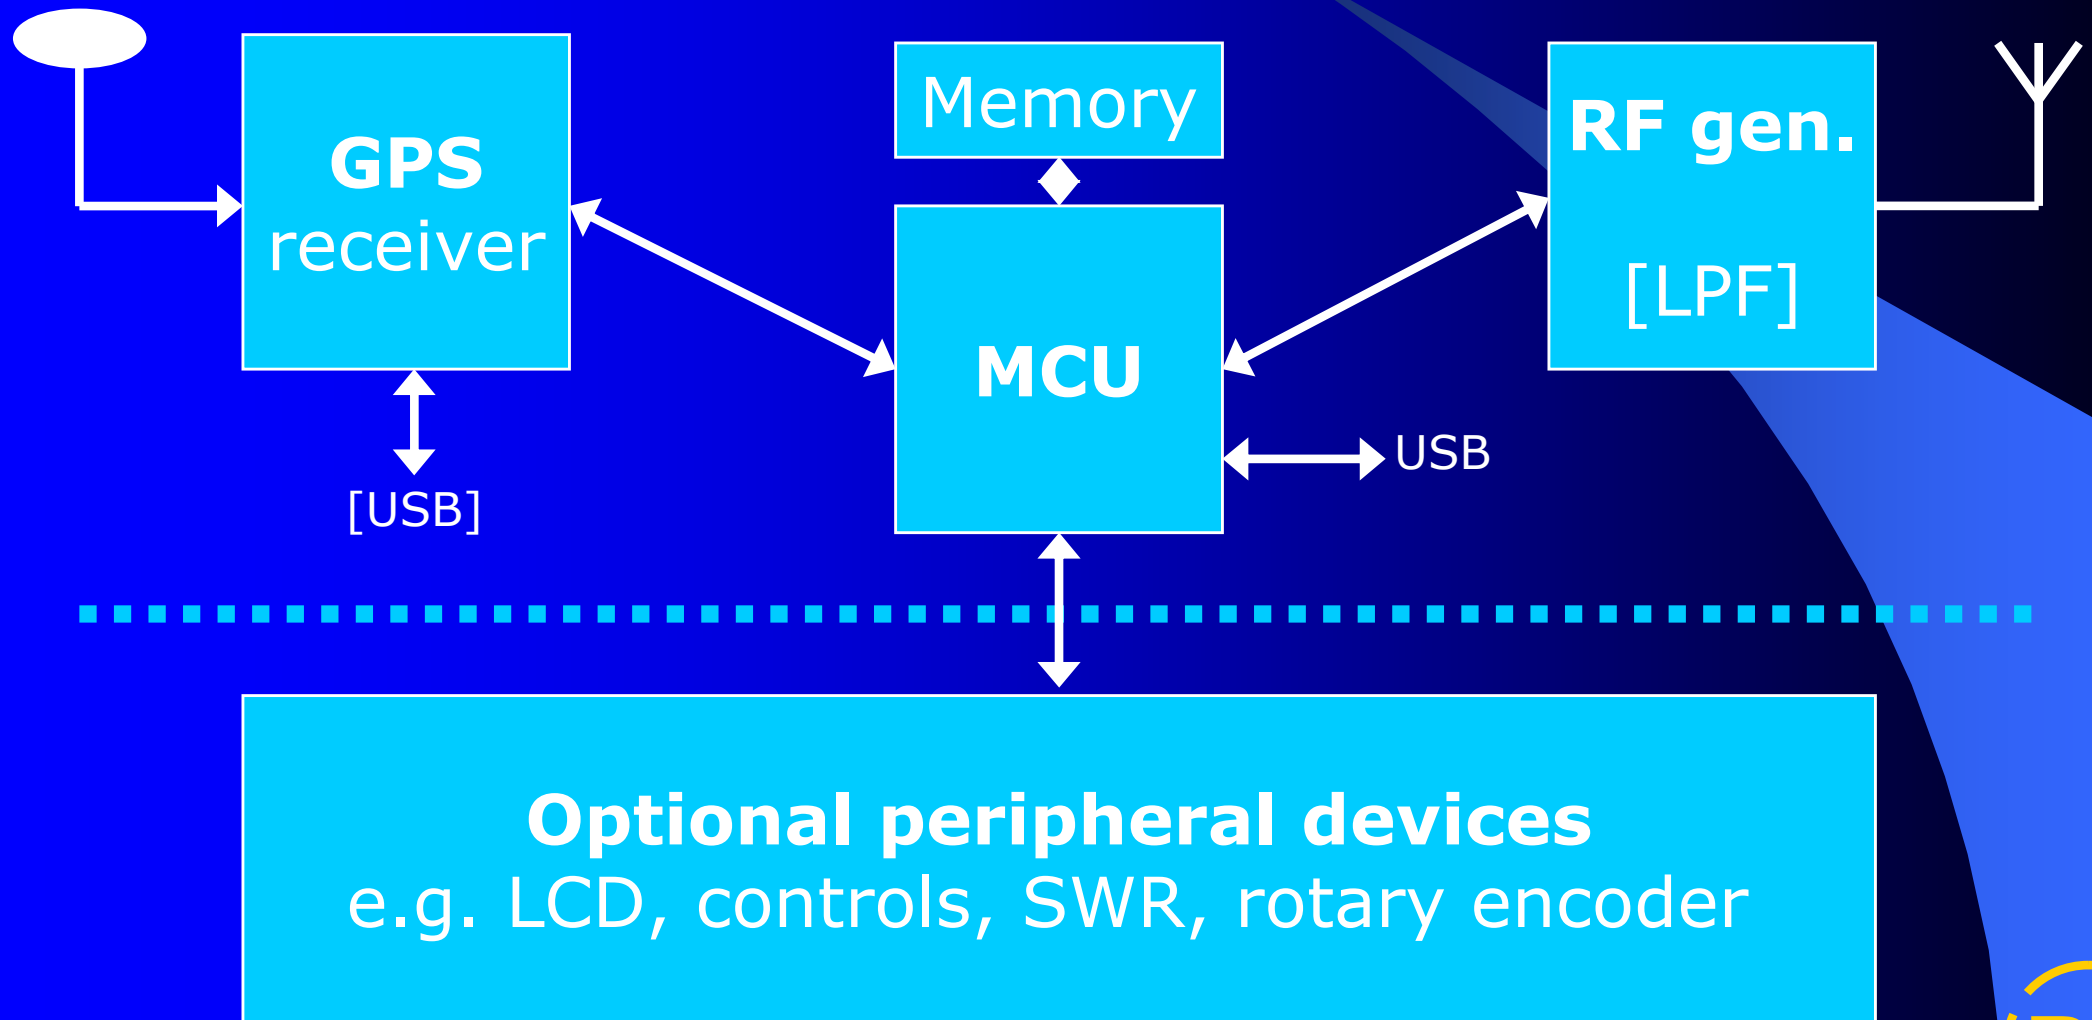 GPS
receiver
Memory
RF gen.
[LPF]
MCU
USB
[USB]
Optional peripheral devices
e.g. LCD, controls, SWR, rotary encoder